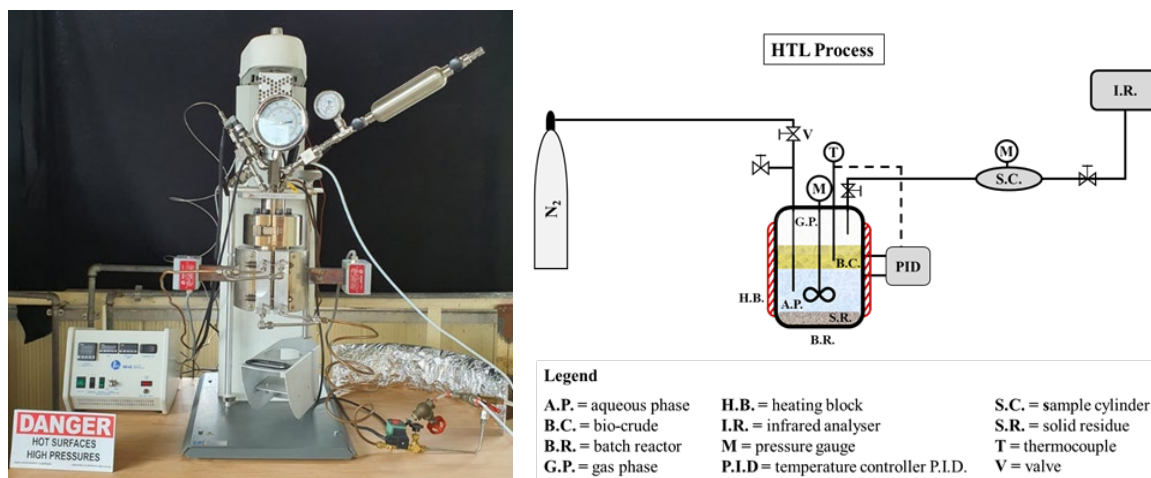 DANGER
HOT SURFACES
HIGH PRESSURES
HTL Process
I.R.
V
T
M
M
S.C.
N₂
G.P.
B.C.
PID
H.B.
A.P.
S.R.
B.R.
Legend
A.P. = aqueous phase H.B. = heating block S.C. = sample cylinder
B.C. = bio-crude I.R. = infrared analyser S.R. = solid residue
B.R. = batch reactor M = pressure gauge T = thermocouple
G.P. = gas phase P.I.D = temperature controller P.I.D. V = valve